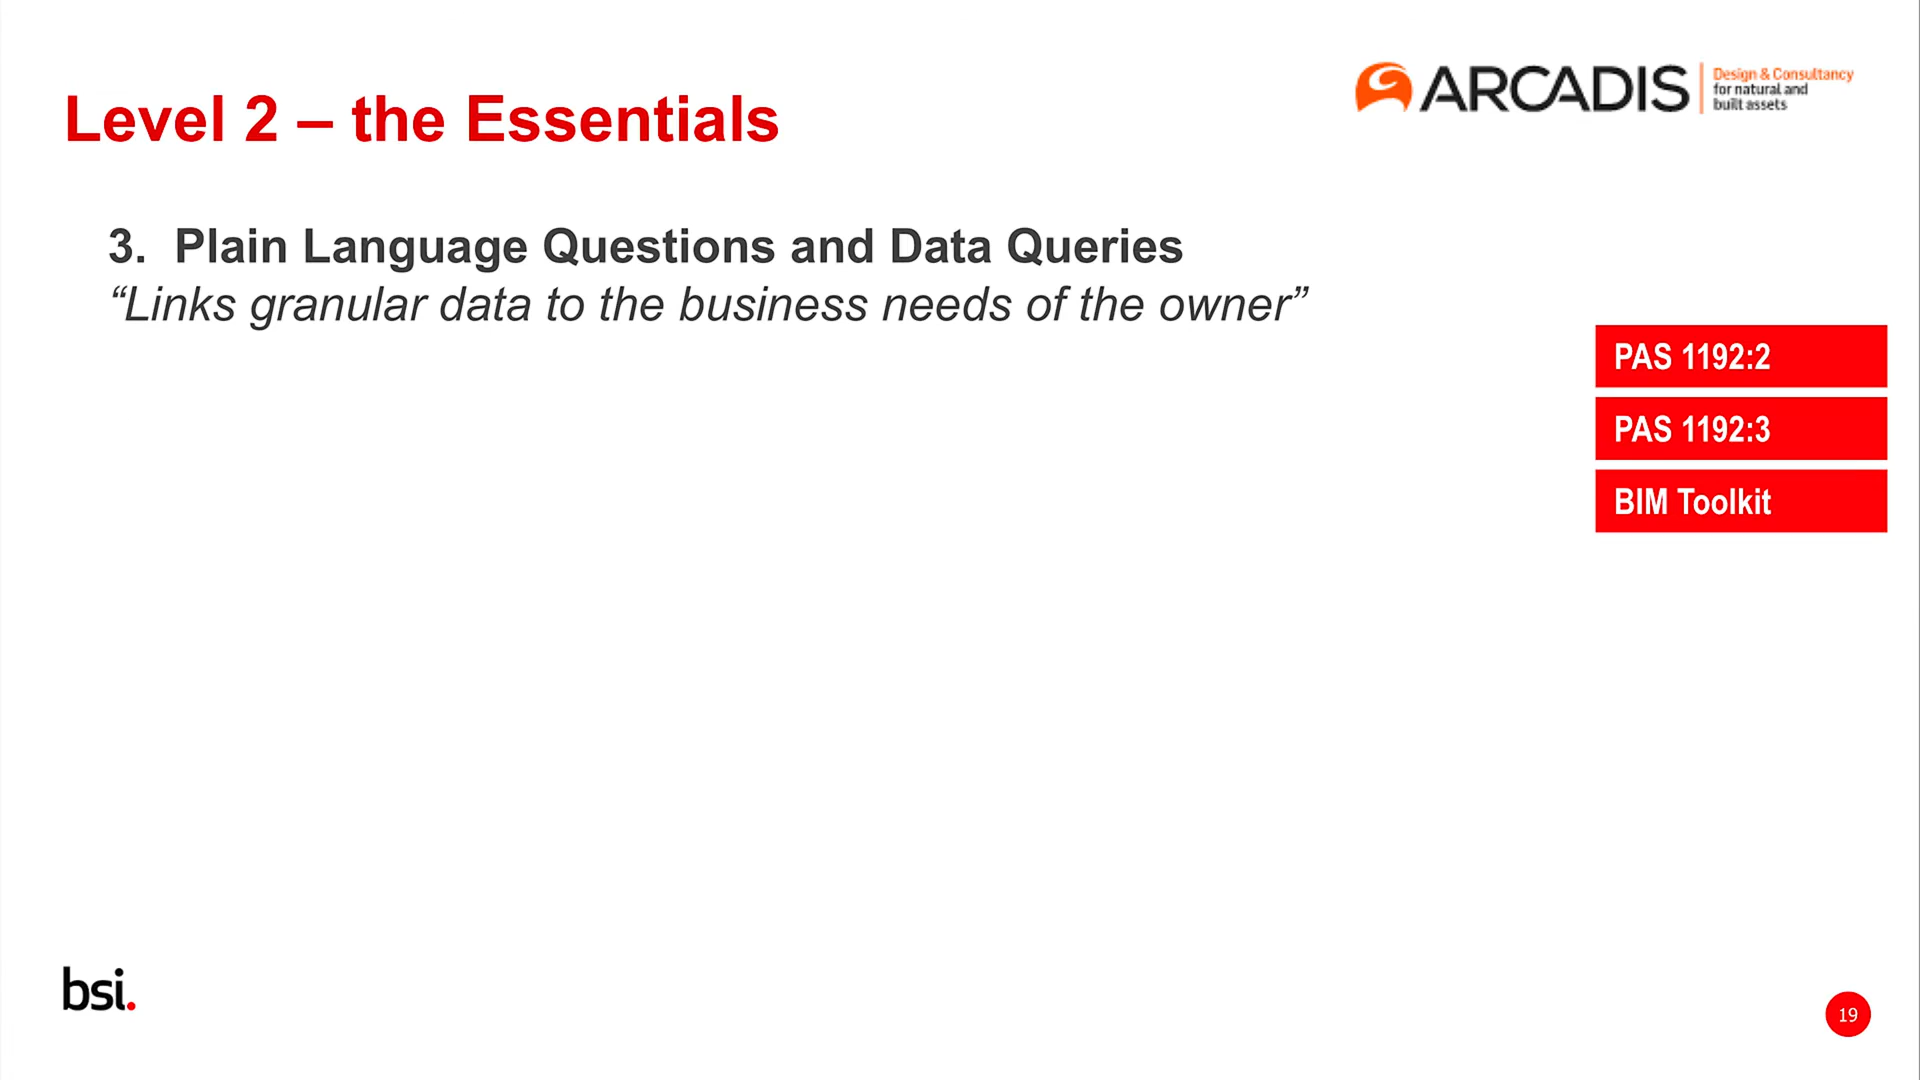 Level 2 – the Essentials
ARCADIS
Design & Consultancy
for natural and
built assets
3. Plain Language Questions and Data Queries
“Links granular data to the business needs of the owner”
PAS 1192:2
PAS 1192:3
BIM Toolkit
bsi.
19